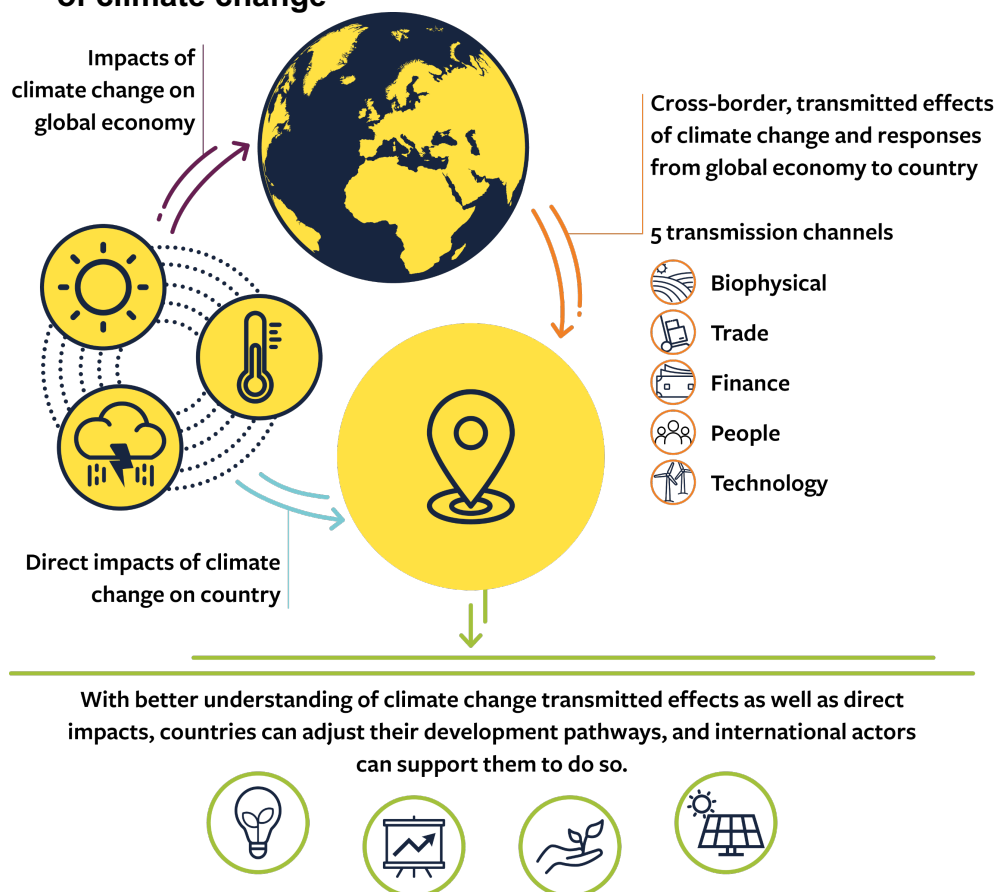 of climate change
Impacts of
climate change on
global economy
Cross-border, transmitted effects
of climate change and responses
from global economy to country
5 transmission channels
Biophysical
Trade
Finance
People
Technology
Direct impacts of climate
change on country
With better understanding of climate change transmitted effects as well as direct
impacts, countries can adjust their development pathways, and international actors
can support them to do so.